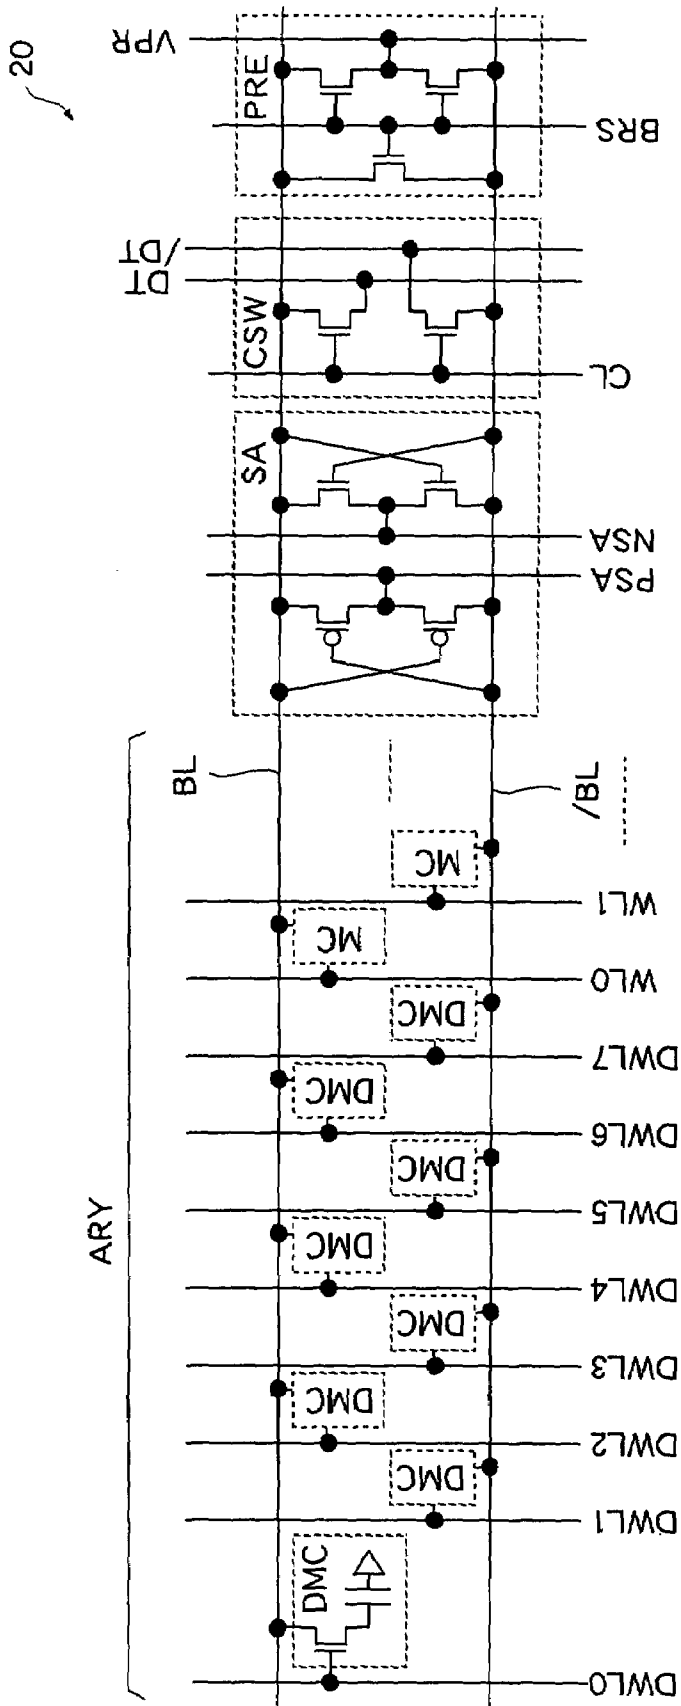 20
VPR
PRE
BRS
/DT
DT
CSW
CL
SA
NSA
PSA
ARY
BL
/BL
MC
WL1
MC
WL0
DMC
DWL7
DMC
DWL6
DMC
DWL5
DMC
DWL4
DMC
DWL3
DMC
DWL2
DMC
DWL1
DMC
DWL0